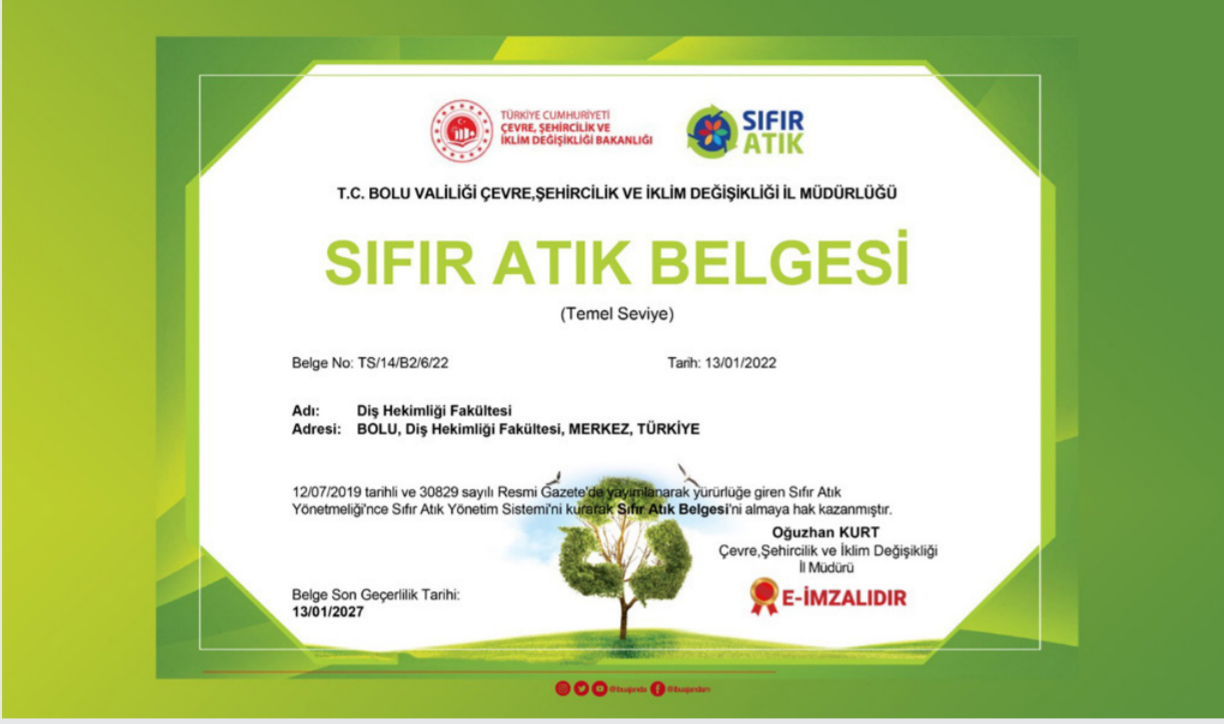 TÜRKİYE CUMHURİYETİ
ÇEVRE, ŞEHİRCİLİK VE
İKLİM DEĞİŞİKLİĞİ BAKANLIĞI
SIFIR
ATIK
T.C. BOLU VALİLİĞİ ÇEVRE,ŞEHİRCİLİK VE İKLİM DEĞİŞİKLİĞİ İL MÜDÜRLÜĞÜ
SIFIR ATIK BELGESİ
(Temel Seviye)
Belge No: TS/14/B2/6/22 Tarih: 13/01/2022
Adı: Diş Hekimliği Fakültesi
Adresi: BOLU, Diş Hekimliği Fakültesi, MERKEZ, TÜRKİYE
12/07/2019 tarihli ve 30829 sayılı Resmi Gazete'de yayımlanarak yürürlüğe giren Sıfır Atık
Yönetmeliği'nce Sıfır Atık Yönetim Sistemi'ni kurarak Sıfır Atık Belgesi'ni almaya hak kazanmıştır.
Oğuzhan KURT
Çevre,Şehircilik ve İklim Değişikliği
İl Müdürü
E-İMZALIDIR
Belge Son Geçerlilik Tarihi:
13/01/2027